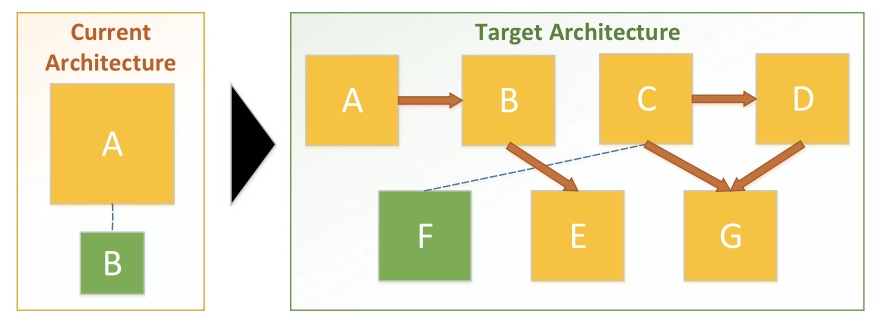 Current
Architecture
A
B
Target Architecture
A
B
C
D
F
E
G